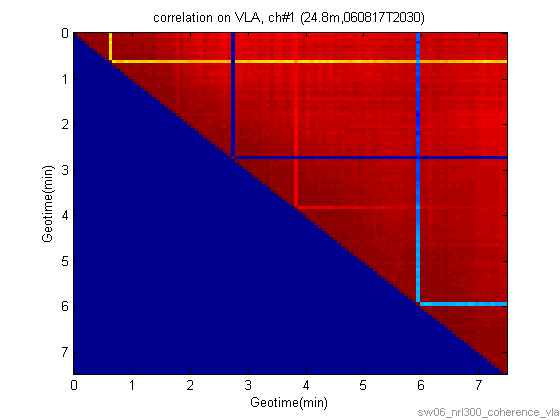 correlation on VLA, ch#1 (24.8m,060817T2030)
0
1
2
3
4
5
6
7
Geotime(min)
0 1 2 3 4 5 6 7
Geotime(min)
sw06_nrl300_coherence_vla